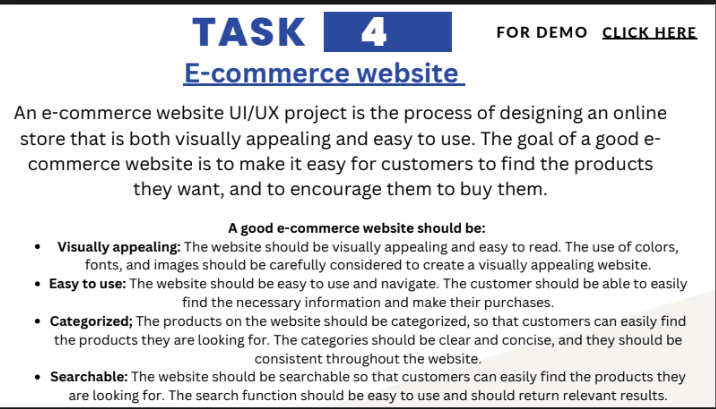 TASK 4
FOR DEMO CLICK HERE
E-commerce website
An e-commerce website UI/UX project is the process of designing an online
store that is both visually appealing and easy to use. The goal of a good e-
commerce website is to make it easy for customers to find the products
they want, and to encourage them to buy them.
A good e-commerce website should be:
• Visually appealing: The website should be visually appealing and easy to read. The use of colors,
fonts, and images should be carefully considered to create a visually appealing website.
• Easy to use: The website should be easy to use and navigate. The customer should be able to easily
find the necessary information and make their purchases.
• Categorized; The products on the website should be categorized, so that customers can easily find
the products they are looking for. The categories should be clear and concise, and they should be
consistent throughout the website.
• Searchable: The website should be searchable so that customers can easily find the products they
are looking for. The search function should be easy to use and should return relevant results.